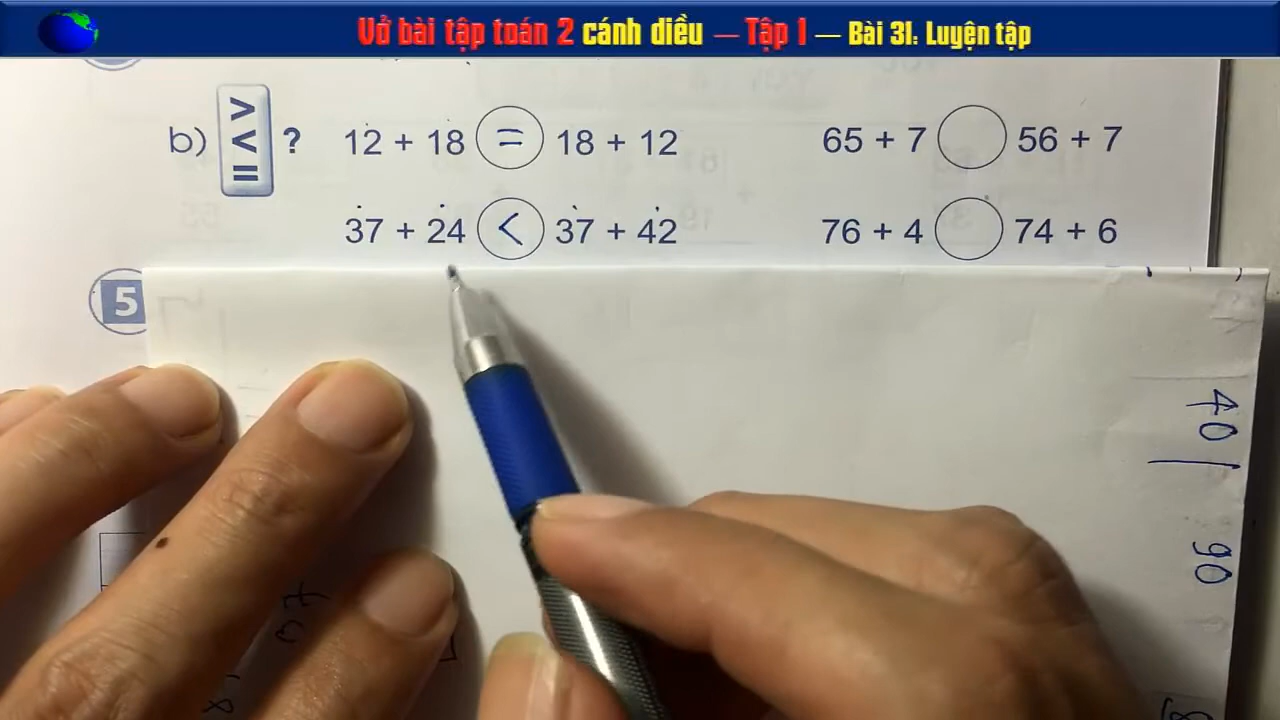 Vở bài tập toán 2 cánh diều – Tập 1 – Bài 31: Luyện tập
b) > < = ? 12 + 18 = 18 + 12 65 + 7 56 + 7
37 + 24 < 37 + 42 76 + 4 74 + 6
5
40
90